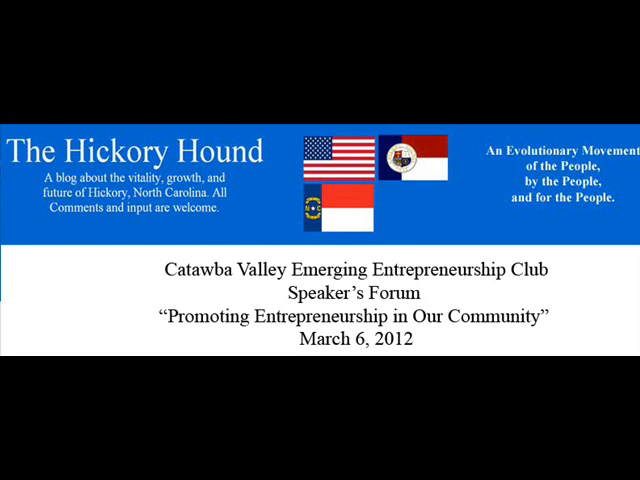 The Hickory Hound
A blog about the vitality, growth, and
future of Hickory, North Carolina. All
Comments and input are welcome.
N C
An Evolutionary Movement
of the People,
by the People,
and for the People.
Catawba Valley Emerging Entrepreneurship Club
Speaker’s Forum
“Promoting Entrepreneurship in Our Community”
March 6, 2012